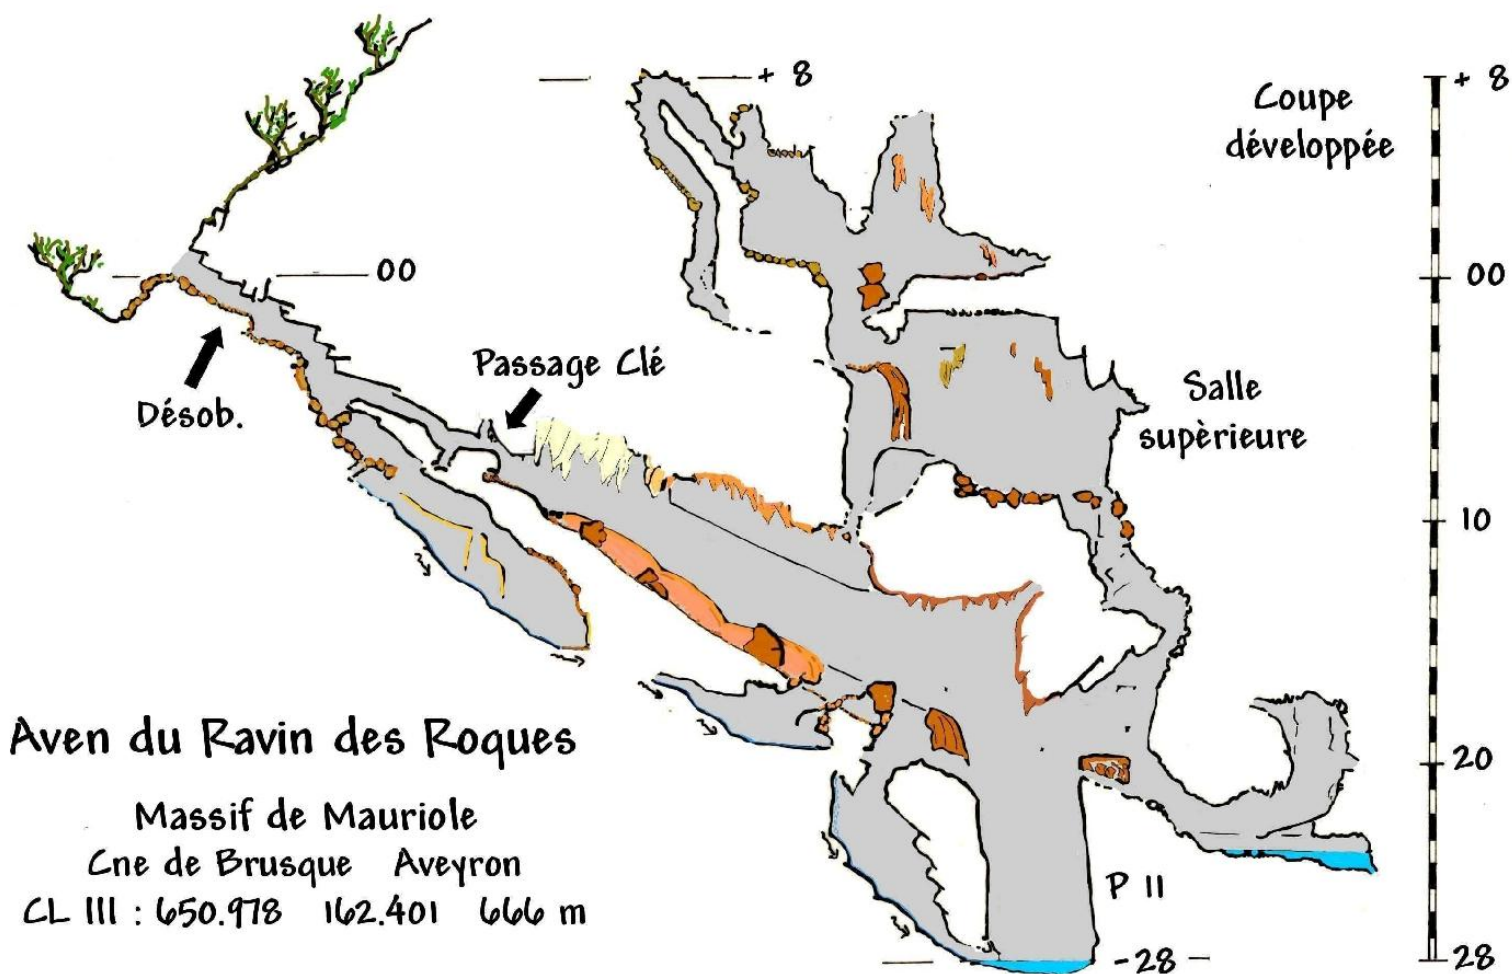 + 8
+ 8
Coupe
développée
00
00
Passage Clé
Désob.
Salle
supèrieure
10
Aven du Ravin des Roques
Massif de Mauriole
Cne de Brusque Aveyron
CL III : 650.978 162.401 666 m
20
P 11
-28
28